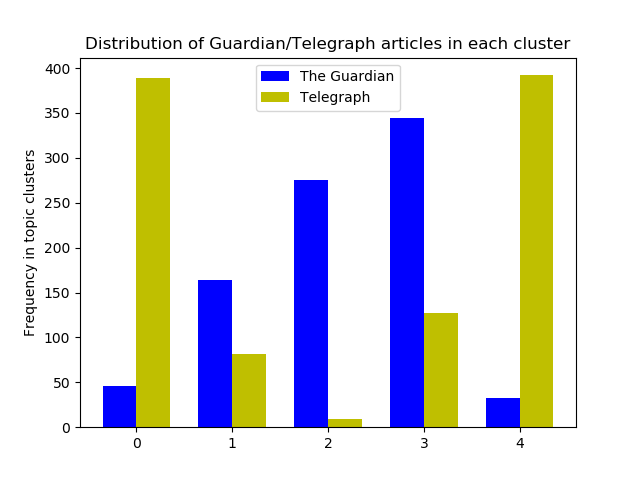 Distribution of Guardian/Telegraph articles in each cluster
The Guardian
Telegraph
Frequency in topic clusters
400
350
300
250
200
150
100
50
0
0 1 2 3 4